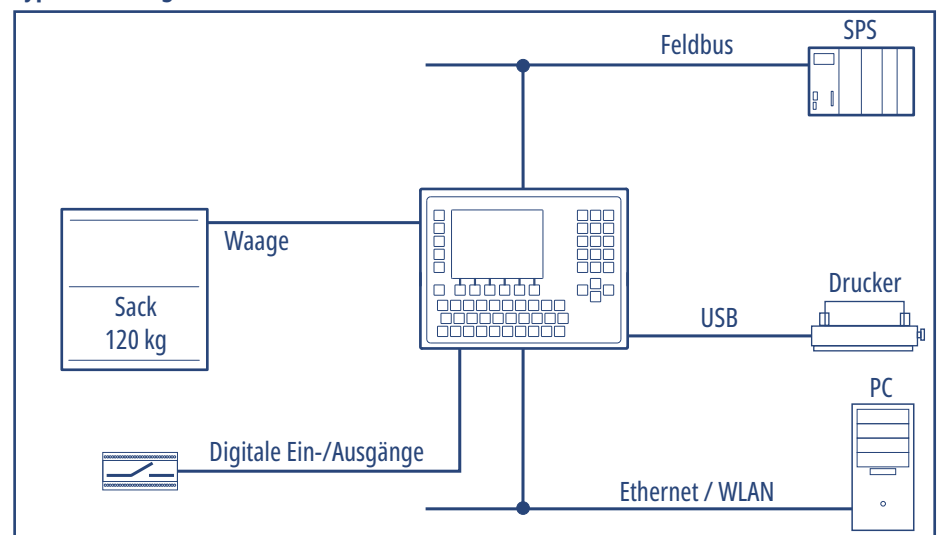 SPS
Feldbus
Waage
Sack
120 kg
Drucker
USB
PC
Digitale Ein-/Ausgänge
Ethernet / WLAN